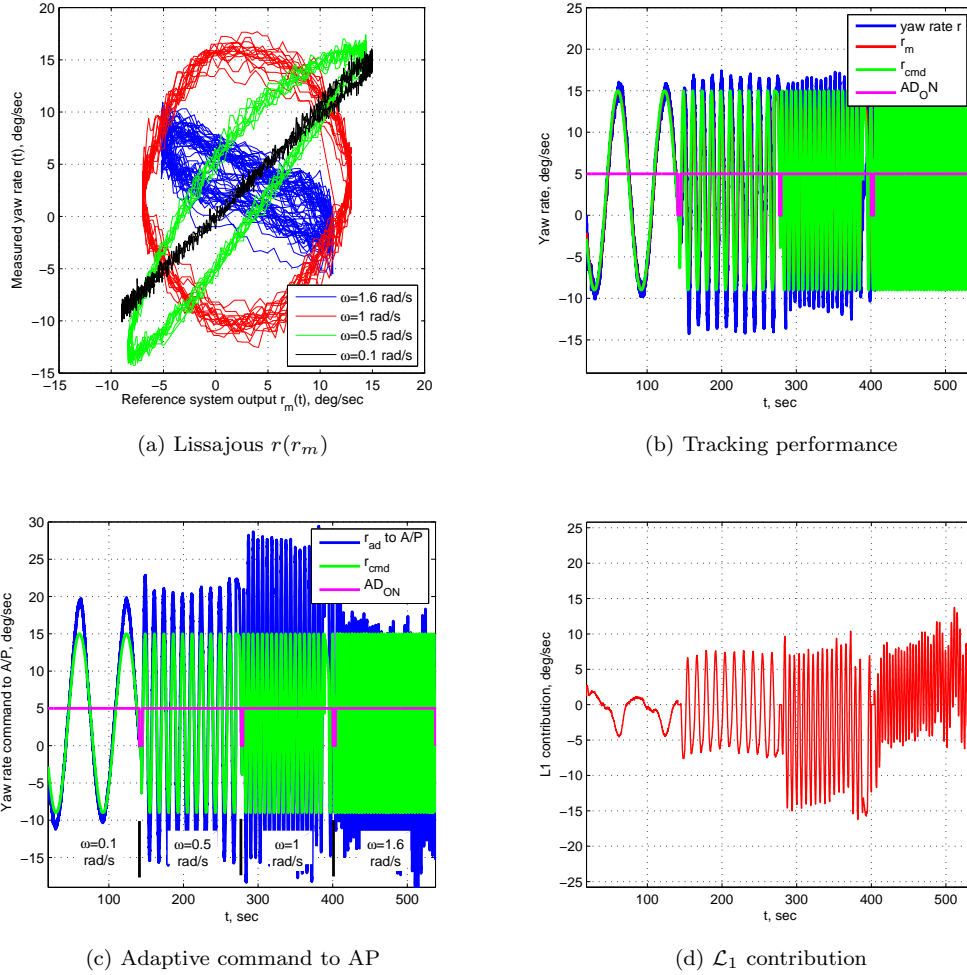 15
10
5
0
−5
−10
−15
−15 −10 −5 0 5 10 15 20
Measured yaw rate r(t), deg/sec
Reference system output r_m(t), deg/sec
ω=1.6 rad/s
ω=1 rad/s
ω=0.5 rad/s
ω=0.1 rad/s
(a) Lissajous r(r_m)
25
20
15
10
5
0
−5
−10
−15
100 200 300 400 500
Yaw rate, deg/sec
t, sec
yaw rate r
r_m
r_cmd
AD_ON
(b) Tracking performance
30
25
20
15
10
5
0
−5
−10
−15
100 200 300 400 500
Yaw rate command to A/P, deg/sec
t, sec
r_ad to A/P
r_cmd
AD_ON
ω=0.1
rad/s
ω=0.5
rad/s
ω=1
rad/s
ω=1.6
rad/s
(c) Adaptive command to AP
25
20
15
10
5
0
−5
−10
−15
−20
−25
100 200 300 400 500
L1 contribution, deg/sec
t, sec
(d) ℒ₁ contribution